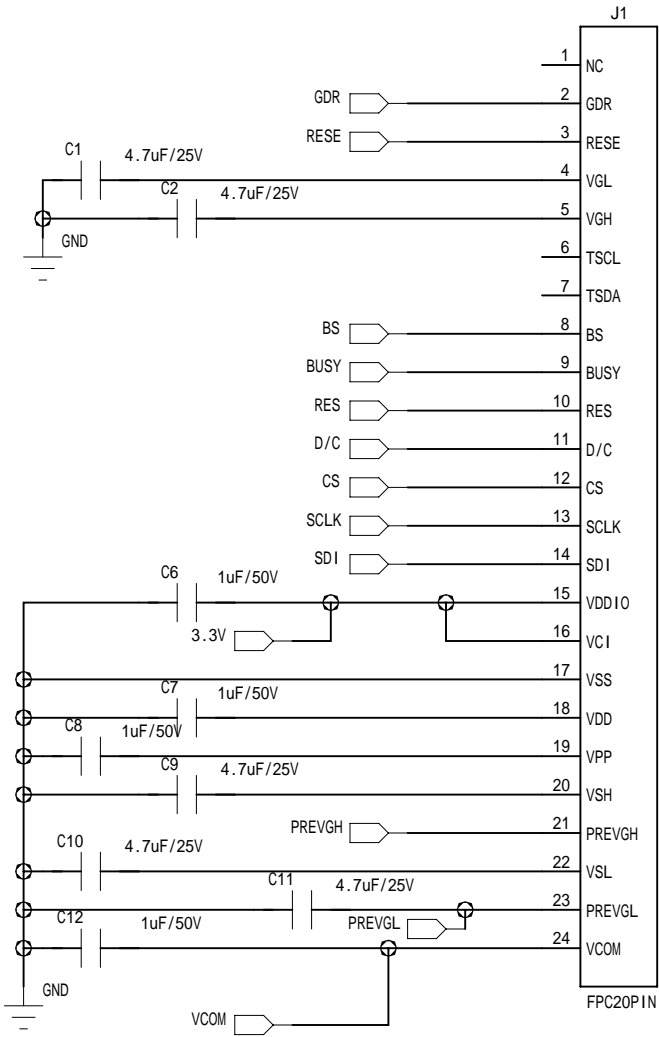 J1
1 NC
GDR 2 GDR
RESE 3 RESE
C1 4.7uF/25V 4 VGL
C2 4.7uF/25V 5 VGH
GND
6 TSCL
7 TSDA
BS 8 BS
BUSY 9 BUSY
RES 10 RES
D/C 11 D/C
CS 12 CS
SCLK 13 SCLK
SDI 14 SDI
C6 1uF/50V 15 VDDIO
3.3V 16 VCI
17 VSS
C7 1uF/50V 18 VDD
C8 1uF/50V 19 VPP
C9 4.7uF/25V 20 VSH
PREVGH 21 PREVGH
C10 4.7uF/25V 22 VSL
C11 4.7uF/25V 23 PREVGL
PREVGL
C12 1uF/50V 24 VCOM
GND
VCOM
FPC20PIN